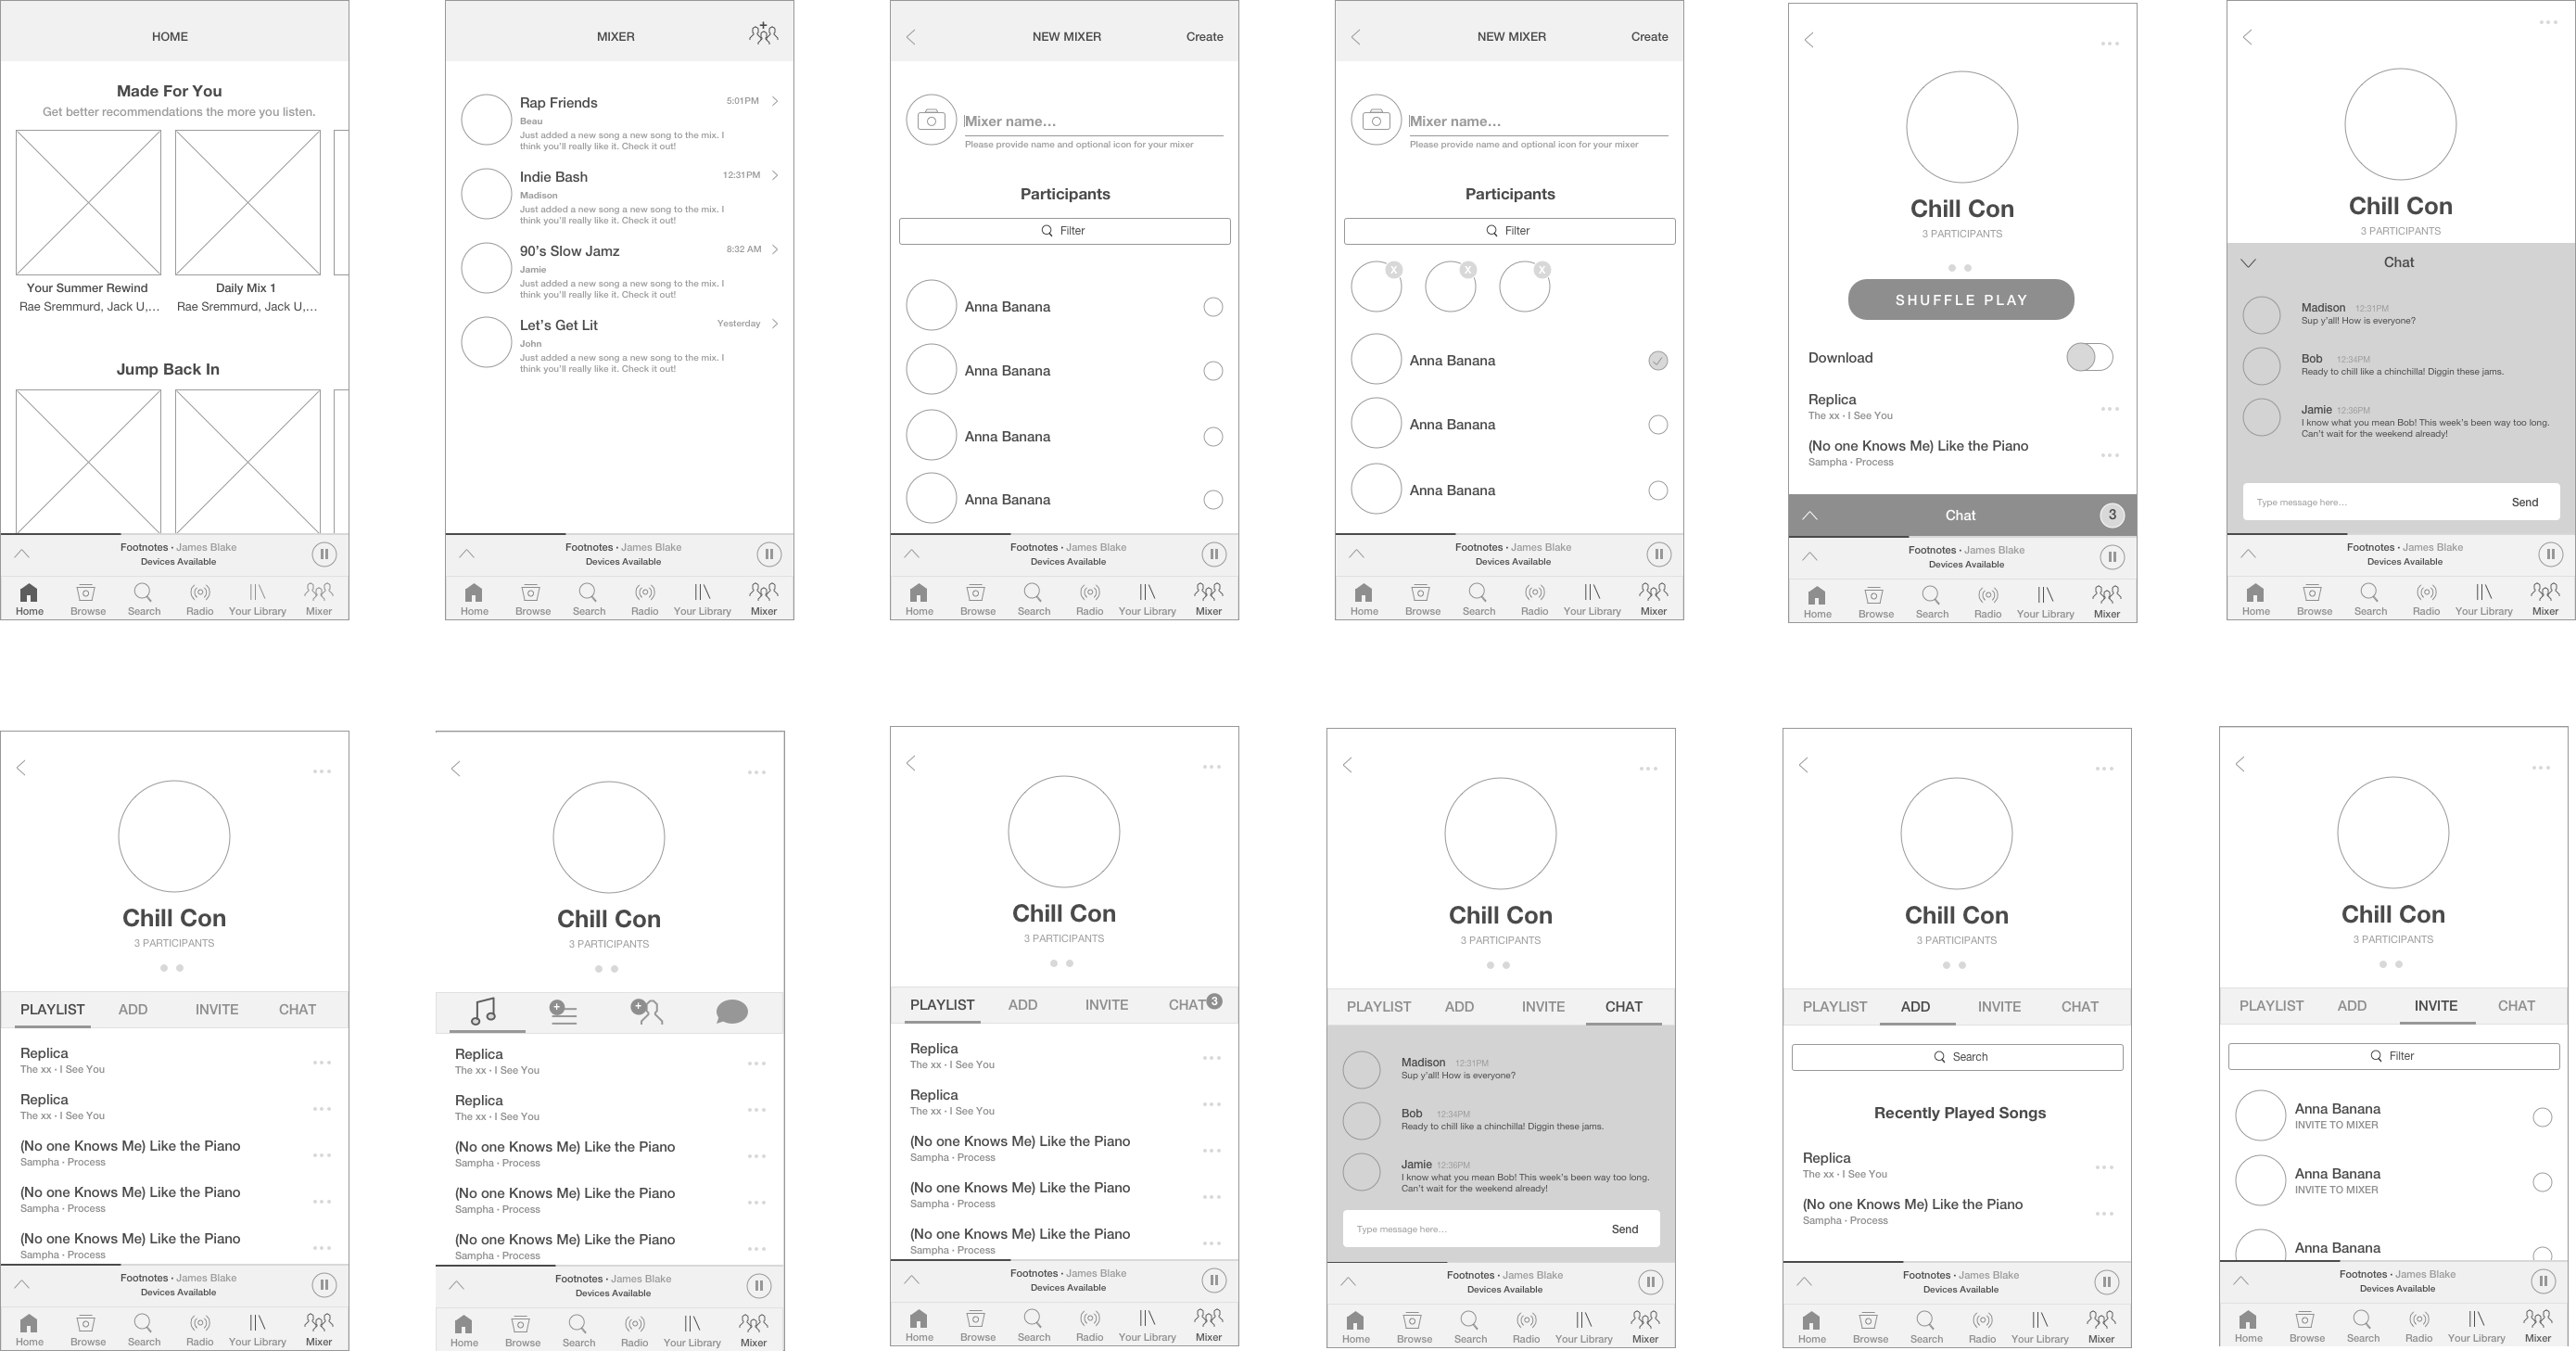 HOME
Made For You
Get better recommendations the more you listen.
Your Summer Rewind
Rae Sremmurd, Jack U,...
Daily Mix 1
Rae Sremmurd, Jack U,...
Jump Back In
Footnotes • James Blake
Devices Available
Home Browse Search Radio Your Library Mixer
MIXER
Rap Friends 5:01PM
Beau
Just added a new song a new song to the mix. I
think you'll really like it. Check it out!
Indie Bash 12:31PM
Madison
Just added a new song a new song to the mix. I
think you'll really like it. Check it out!
90's Slow Jamz 8:32 AM
Jamie
Just added a new song a new song to the mix. I
think you'll really like it. Check it out!
Let's Get Lit Yesterday
John
Just added a new song a new song to the mix. I
think you'll really like it. Check it out!
Footnotes • James Blake
Devices Available
Home Browse Search Radio Your Library Mixer
NEW MIXER Create
Mixer name...
Please provide name and optional icon for your mixer
Participants
Filter
Anna Banana
Anna Banana
Anna Banana
Anna Banana
Footnotes • James Blake
Devices Available
Home Browse Search Radio Your Library Mixer
NEW MIXER Create
Mixer name...
Please provide name and optional icon for your mixer
Participants
Filter
X X X
Anna Banana
Anna Banana
Anna Banana
Footnotes • James Blake
Devices Available
Home Browse Search Radio Your Library Mixer
Chill Con
3 PARTICIPANTS
SHUFFLE PLAY
Download
Replica
The xx • I See You
(No one Knows Me) Like the Piano
Sampha • Process
Chat 3
Footnotes • James Blake
Devices Available
Home Browse Search Radio Your Library Mixer
Chill Con
3 PARTICIPANTS
Chat
Madison 12:31PM
Sup y'all! How is everyone?
Bob 12:34PM
Ready to chill like a chinchilla! Diggin these jams.
Jamie 12:36PM
I know what you mean Bob! This week's been way too long.
Can't wait for the weekend already!
Type message here... Send
Footnotes • James Blake
Devices Available
Home Browse Search Radio Your Library Mixer
Chill Con
3 PARTICIPANTS
PLAYLIST ADD INVITE CHAT
Replica
The xx • I See You
Replica
The xx • I See You
(No one Knows Me) Like the Piano
Sampha • Process
(No one Knows Me) Like the Piano
Sampha • Process
(No one Knows Me) Like the Piano
Sampha • Process
Footnotes • James Blake
Devices Available
Home Browse Search Radio Your Library Mixer
Chill Con
3 PARTICIPANTS
Replica
The xx • I See You
Replica
The xx • I See You
(No one Knows Me) Like the Piano
Sampha • Process
(No one Knows Me) Like the Piano
Sampha • Process
(No one Knows Me) Like the Piano
Sampha • Process
Footnotes • James Blake
Devices Available
Home Browse Search Radio Your Library Mixer
Chill Con
3 PARTICIPANTS
PLAYLIST ADD INVITE CHAT 3
Replica
The xx • I See You
Replica
The xx • I See You
(No one Knows Me) Like the Piano
Sampha • Process
(No one Knows Me) Like the Piano
Sampha • Process
(No one Knows Me) Like the Piano
Sampha • Process
Footnotes • James Blake
Devices Available
Home Browse Search Radio Your Library Mixer
Chill Con
3 PARTICIPANTS
PLAYLIST ADD INVITE CHAT
Madison 12:31PM
Sup y'all! How is everyone?
Bob 12:34PM
Ready to chill like a chinchilla! Diggin these jams.
Jamie 12:36PM
I know what you mean Bob! This week's been way too long.
Can't wait for the weekend already!
Type message here... Send
Footnotes • James Blake
Devices Available
Home Browse Search Radio Your Library Mixer
Chill Con
3 PARTICIPANTS
PLAYLIST ADD INVITE CHAT
Search
Recently Played Songs
Replica
The xx • I See You
(No one Knows Me) Like the Piano
Sampha • Process
Footnotes • James Blake
Devices Available
Home Browse Search Radio Your Library Mixer
Chill Con
3 PARTICIPANTS
PLAYLIST ADD INVITE CHAT
Filter
Anna Banana
INVITE TO MIXER
Anna Banana
INVITE TO MIXER
Anna Banana
Footnotes • James Blake
Devices Available
Home Browse Search Radio Your Library Mixer